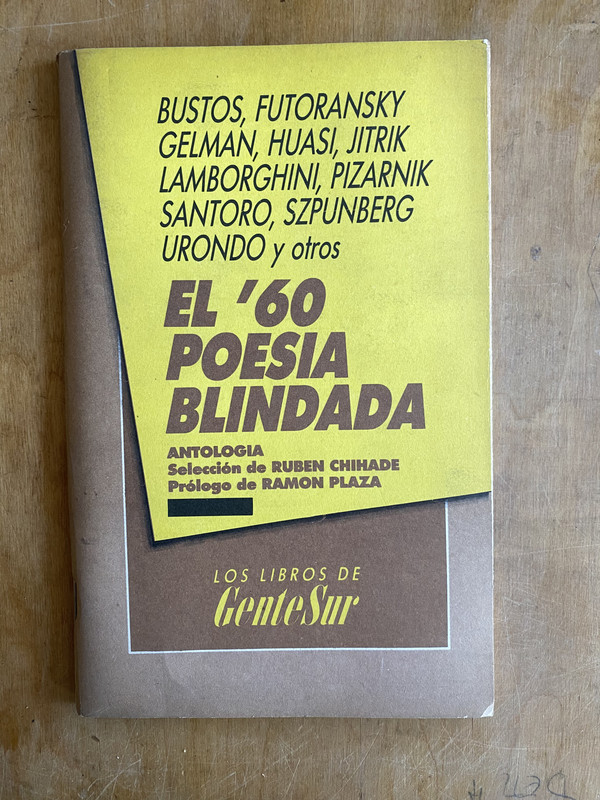 BUSTOS, FUTORANSKY
GELMAN, HUASI, JITRIK
LAMBORGHINI, PIZARNIK
SANTORO, SZPUNBERG
URONDO y otros
EL '60
POESIA
BLINDADA
ANTOLOGIA
Selección de RUBEN CHIHADE
Prólogo de RAMON PLAZA
LOS LIBROS DE
GenteSur